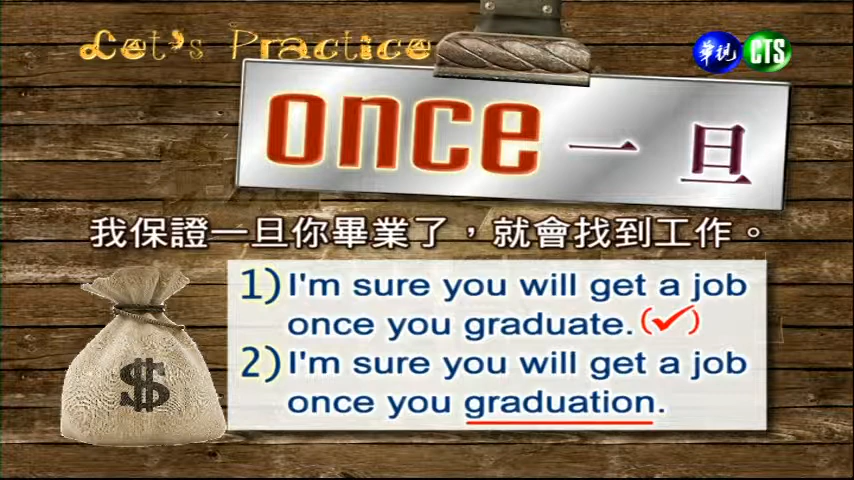 Let's Practice
華視 CTS
once 一旦
我保證一旦你畢業了，就會找到工作。
1) I'm sure you will get a job
once you graduate. (✓)
2) I'm sure you will get a job
once you graduation.
$